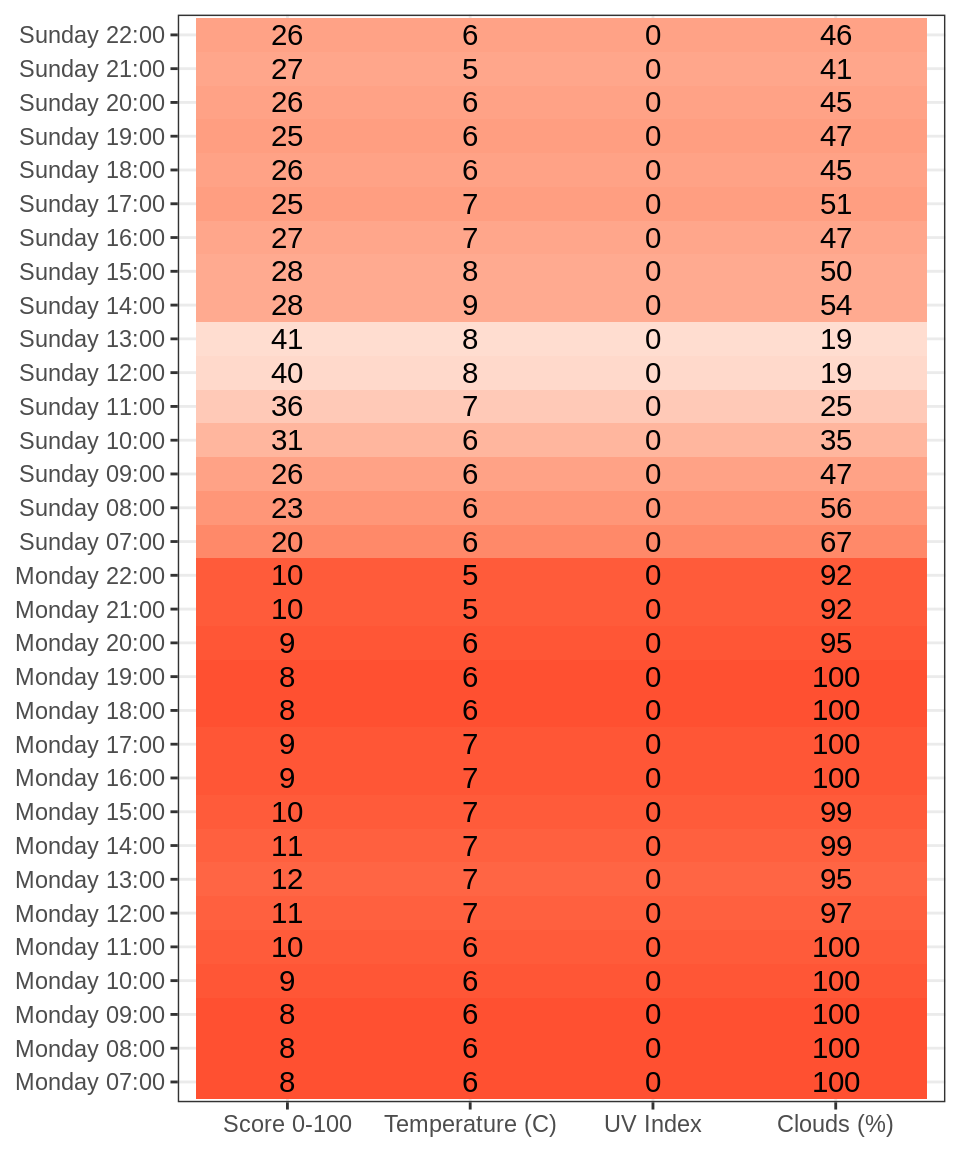 Sunday 22:00 26 6 0 46
Sunday 21:00 27 5 0 41
Sunday 20:00 26 6 0 45
Sunday 19:00 25 6 0 47
Sunday 18:00 26 6 0 45
Sunday 17:00 25 7 0 51
Sunday 16:00 27 7 0 47
Sunday 15:00 28 8 0 50
Sunday 14:00 28 9 0 54
Sunday 13:00 41 8 0 19
Sunday 12:00 40 8 0 19
Sunday 11:00 36 7 0 25
Sunday 10:00 31 6 0 35
Sunday 09:00 26 6 0 47
Sunday 08:00 23 6 0 56
Sunday 07:00 20 6 0 67
Monday 22:00 10 5 0 92
Monday 21:00 10 5 0 92
Monday 20:00 9 6 0 95
Monday 19:00 8 6 0 100
Monday 18:00 8 6 0 100
Monday 17:00 9 7 0 100
Monday 16:00 9 7 0 100
Monday 15:00 10 7 0 99
Monday 14:00 11 7 0 99
Monday 13:00 12 7 0 95
Monday 12:00 11 7 0 97
Monday 11:00 10 6 0 100
Monday 10:00 9 6 0 100
Monday 09:00 8 6 0 100
Monday 08:00 8 6 0 100
Monday 07:00 8 6 0 100
Score 0-100 Temperature (C) UV Index Clouds (%)